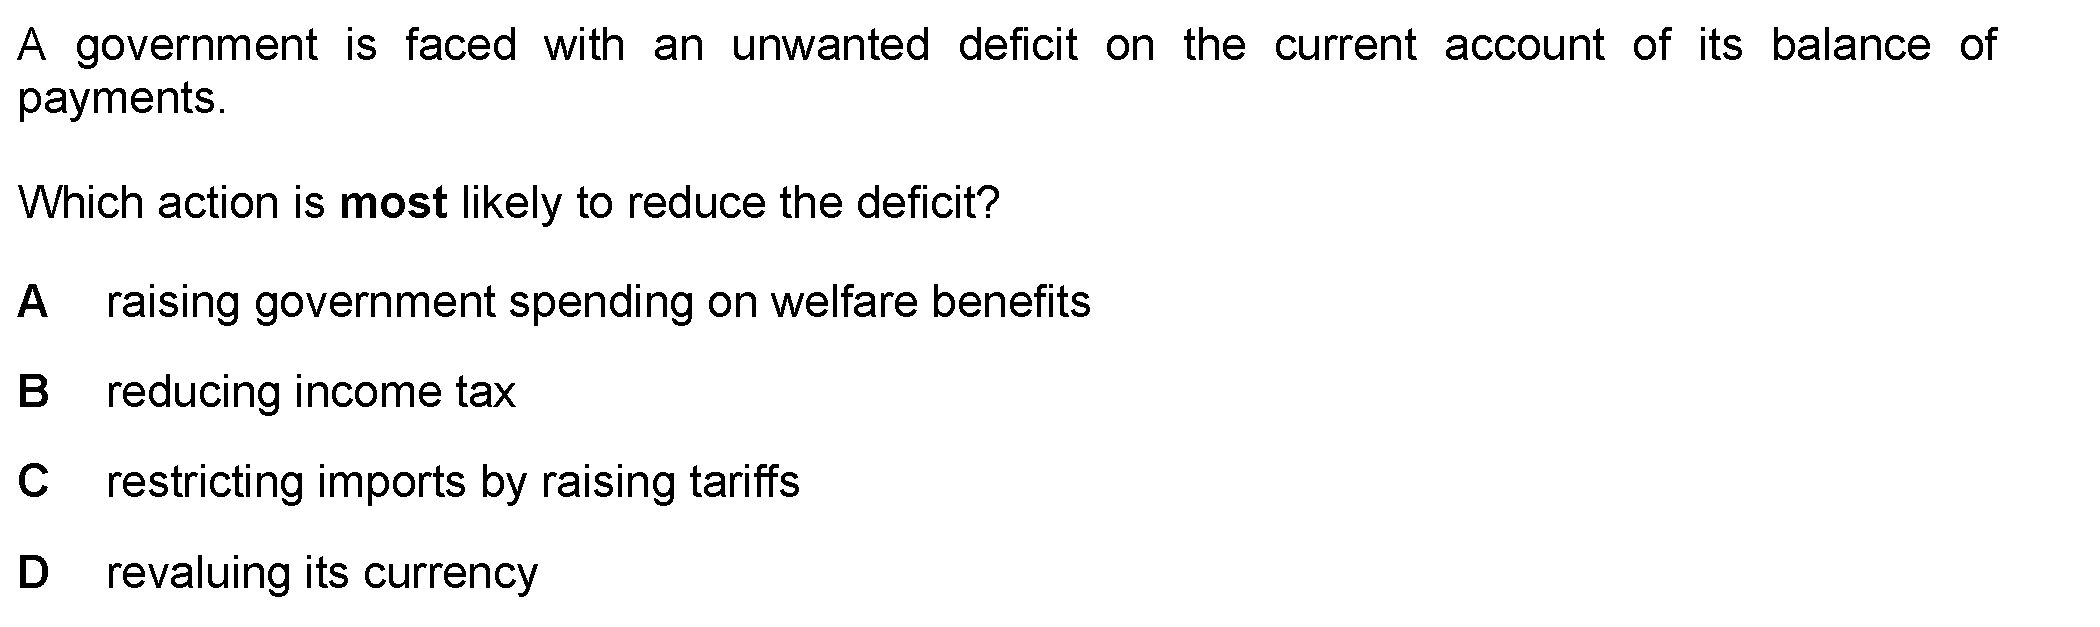 A government is faced with an unwanted deficit on the current account of its balance of
payments.
Which action is most likely to reduce the deficit?
A raising government spending on welfare benefits
B reducing income tax
C restricting imports by raising tariffs
D revaluing its currency